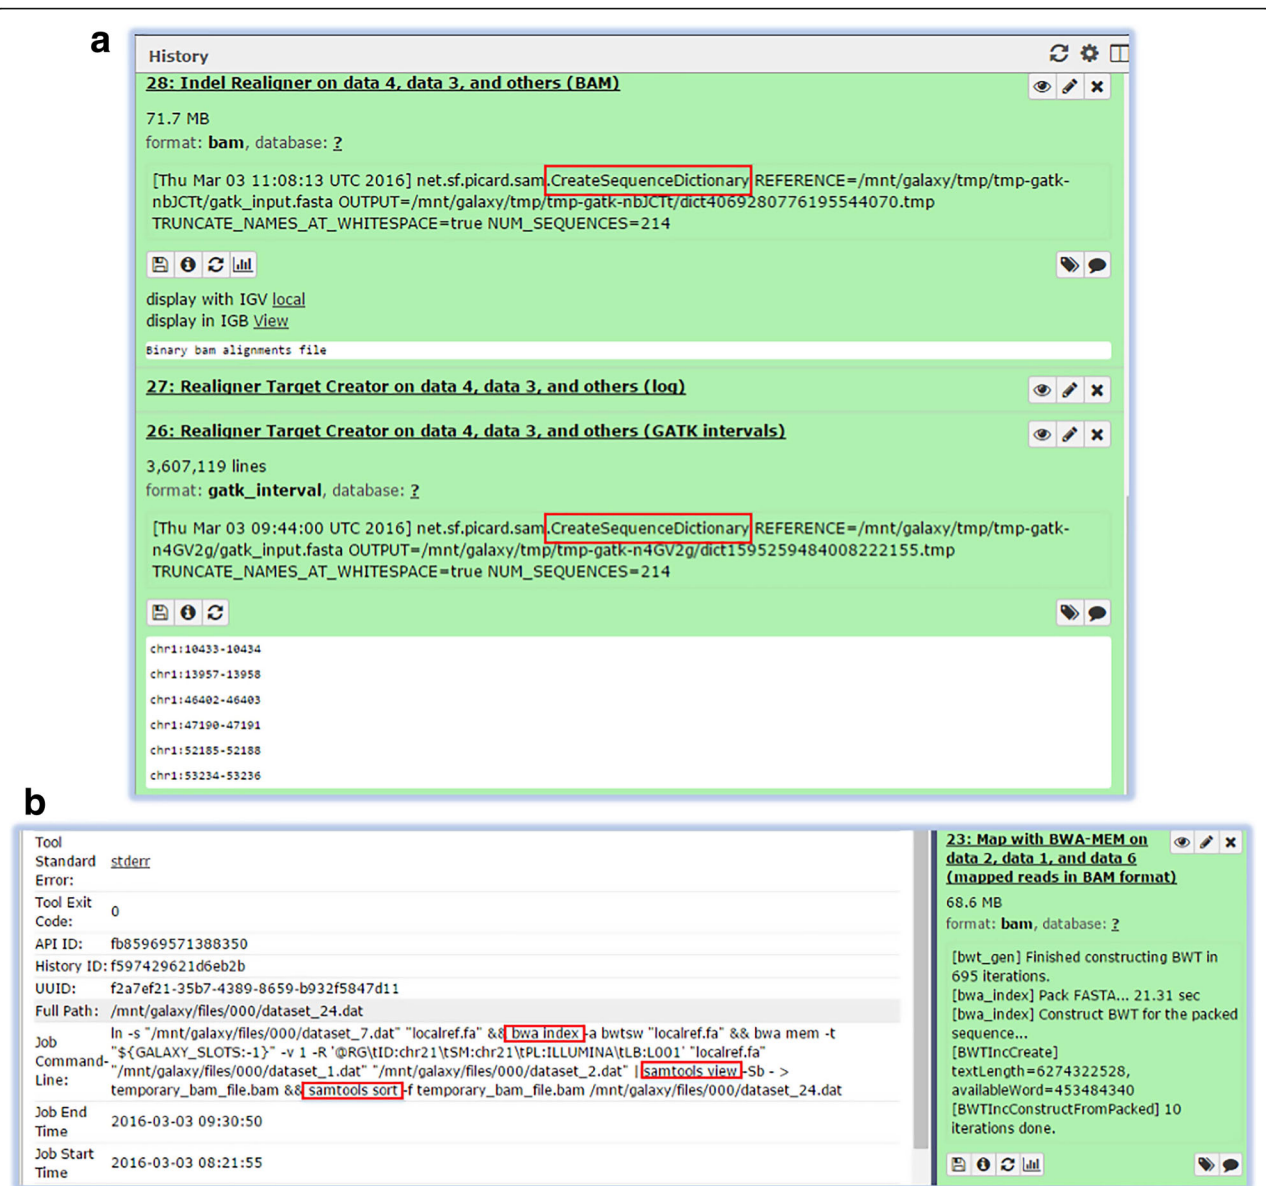 a
History
28: Indel Realigner on data 4, data 3, and others (BAM)
71.7 MB
format: bam, database: ?
[Thu Mar 03 11:08:13 UTC 2016] net.sf.picard.sam.CreateSequenceDictionary REFERENCE=/mnt/galaxy/tmp/tmp-gatk-
nbJCTt/gatk_input.fasta OUTPUT=/mnt/galaxy/tmp/tmp-gatk-nbJCTt/dict4069280776195544070.tmp
TRUNCATE_NAMES_AT_WHITESPACE=true NUM_SEQUENCES=214
display with IGV local
display in IGB View
Binary bam alignments file
27: Realigner Target Creator on data 4, data 3, and others (log)
26: Realigner Target Creator on data 4, data 3, and others (GATK intervals)
3,607,119 lines
format: gatk_interval, database: ?
[Thu Mar 03 09:44:00 UTC 2016] net.sf.picard.sam.CreateSequenceDictionary REFERENCE=/mnt/galaxy/tmp/tmp-gatk-
n4GV2g/gatk_input.fasta OUTPUT=/mnt/galaxy/tmp/tmp-gatk-n4GV2g/dict1595259484008222155.tmp
TRUNCATE_NAMES_AT_WHITESPACE=true NUM_SEQUENCES=214
chr1:10433-10434
chr1:13957-13958
chr1:46402-46403
chr1:47190-47191
chr1:52185-52188
chr1:53234-53236
b
Tool
Standard stderr
Error:
Tool Exit
Code: 0
API ID: fb85969571388350
History ID: f597429621d6eb2b
UUID: f2a7ef21-35b7-4389-8659-b932f5847d11
Full Path: /mnt/galaxy/files/000/dataset_24.dat
Job Command-Line:
ln -s "/mnt/galaxy/files/000/dataset_7.dat" "localref.fa" && bwa index -a bwtsw "localref.fa" && bwa mem -t
"${GALAXY_SLOTS:-1}" -v 1 -R '@RG\tID:chr21\tSM:chr21\tPL:ILLUMINA\tLB:L001' "localref.fa"
"/mnt/galaxy/files/000/dataset_1.dat" "/mnt/galaxy/files/000/dataset_2.dat" | samtools view -Sb - >
temporary_bam_file.bam && samtools sort -f temporary_bam_file.bam /mnt/galaxy/files/000/dataset_24.dat
Job End
Time 2016-03-03 09:30:50
Job Start
Time 2016-03-03 08:21:55
23: Map with BWA-MEM on
data 2, data 1, and data 6
(mapped reads in BAM format)
68.6 MB
format: bam, database: ?
[bwt_gen] Finished constructing BWT in
695 iterations.
[bwa_index] Pack FASTA... 21.31 sec
[bwa_index] Construct BWT for the packed
sequence...
[BWTIncCreate]
textLength=6274322528,
availableWord=453484340
[BWTIncConstructFromPacked] 10
iterations done.